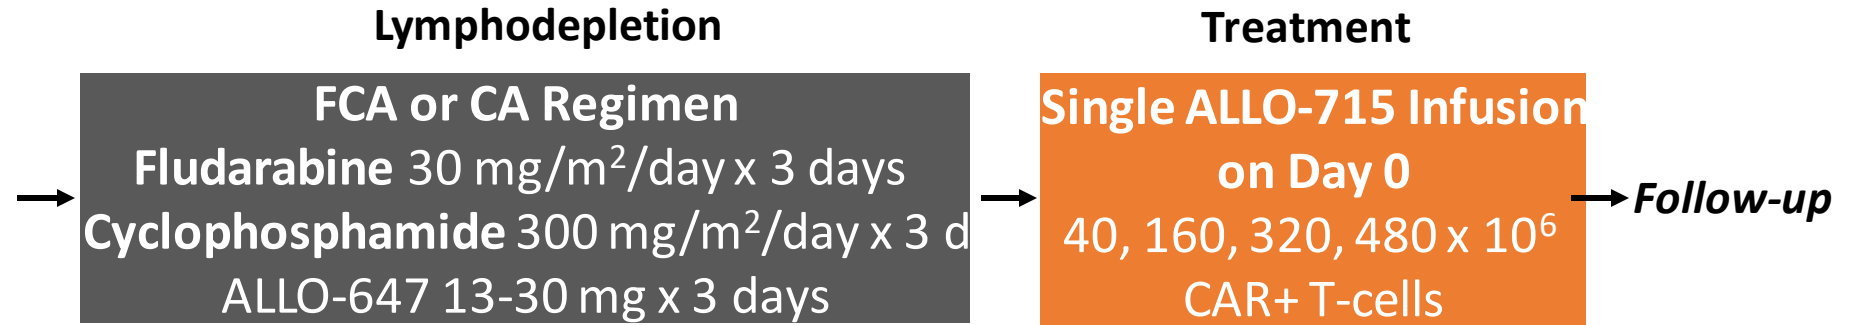 Lymphodepletion
FCA or CA Regimen
Fludarabine 30 mg/m²/day x 3 days
Cyclophosphamide 300 mg/m²/day x 3 d
ALLO-647 13-30 mg x 3 days
Treatment
Single ALLO-715 Infusion
on Day 0
40, 160, 320, 480 x 10⁶
CAR+ T-cells
Follow-up